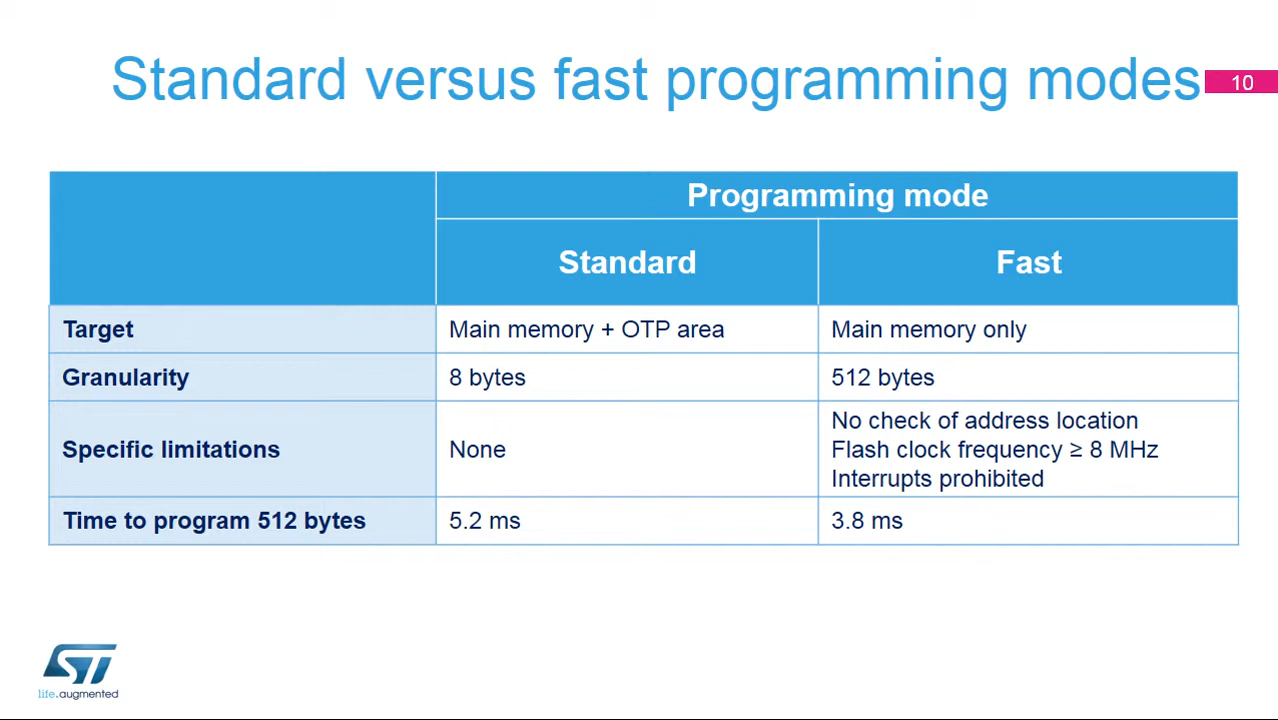 Standard versus fast programming modes
10
Programming mode
Standard
Fast
Target
Main memory + OTP area
Main memory only
Granularity
8 bytes
512 bytes
Specific limitations
None
No check of address location
Flash clock frequency ≥ 8 MHz
Interrupts prohibited
Time to program 512 bytes
5.2 ms
3.8 ms
ST
life.augmented